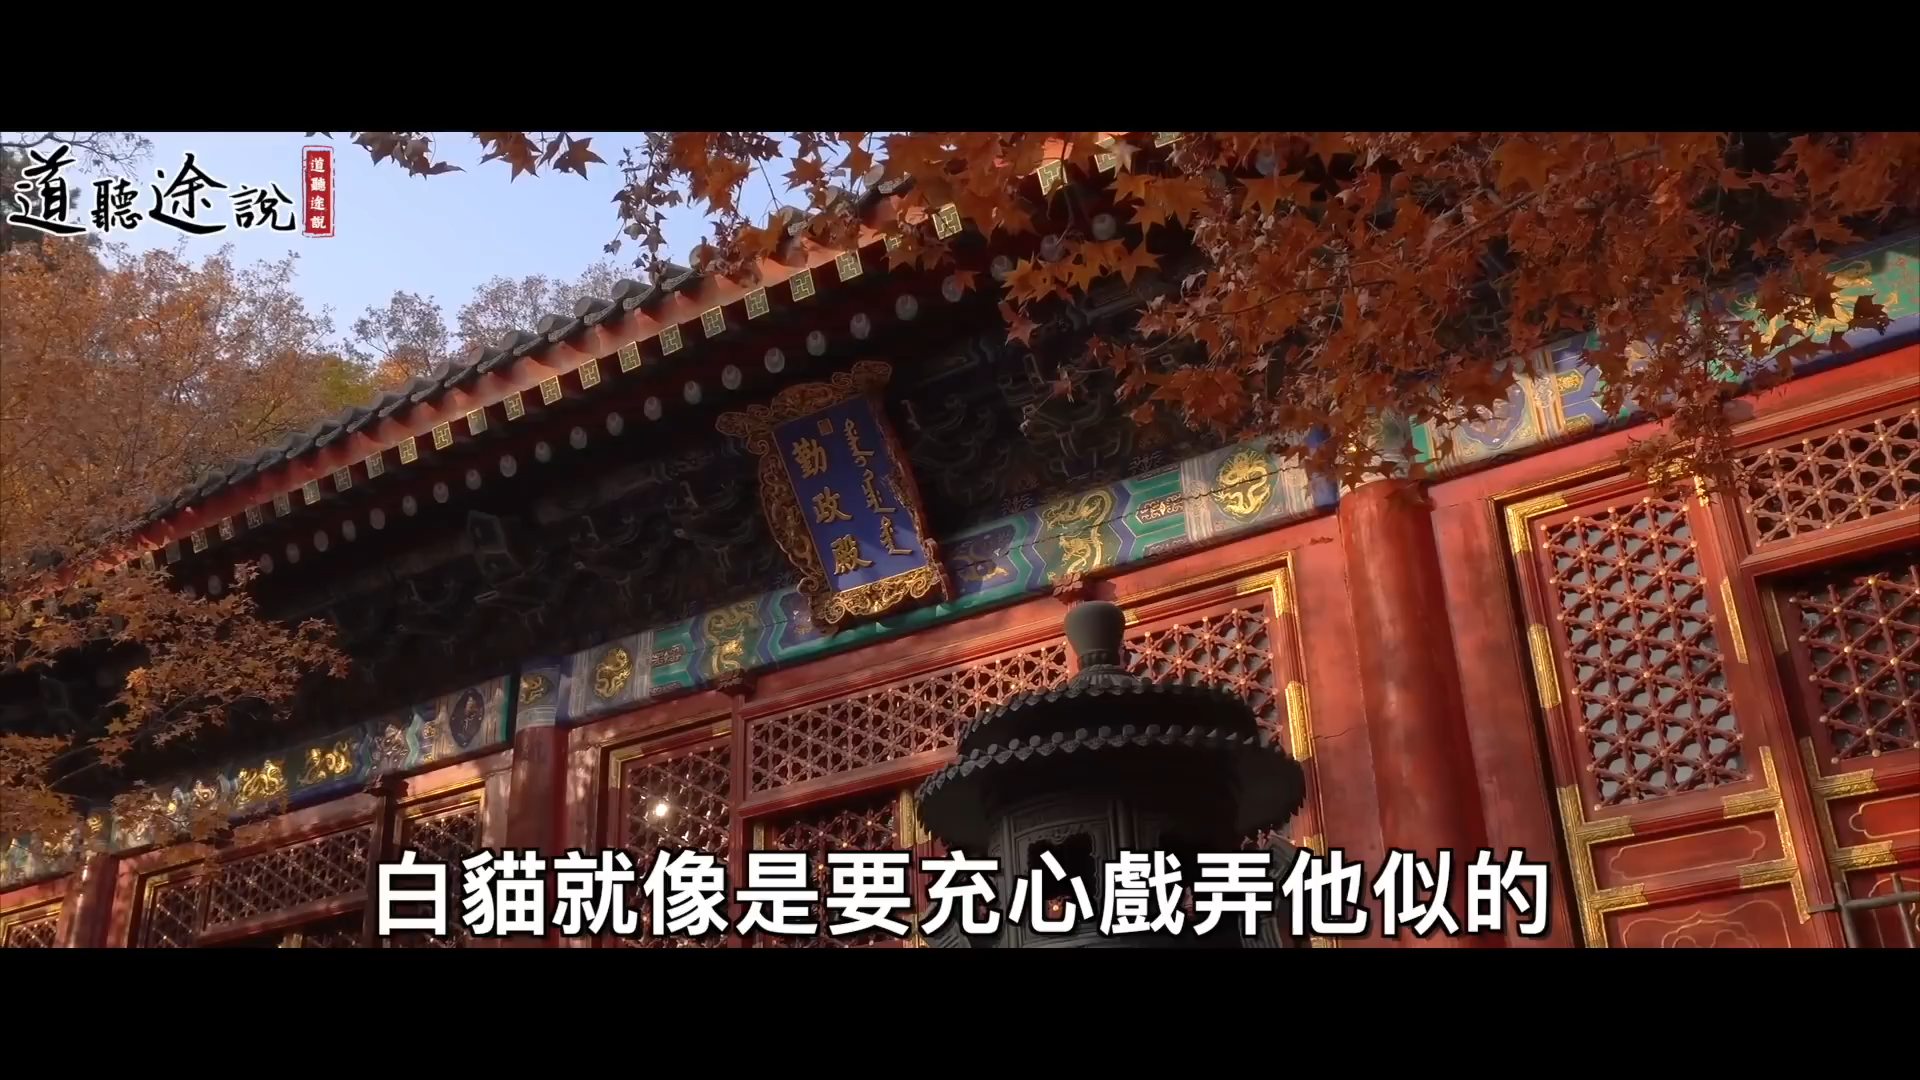 道聽途說
道聽途說
勤政殿
白貓就像是要充心戲弄他似的